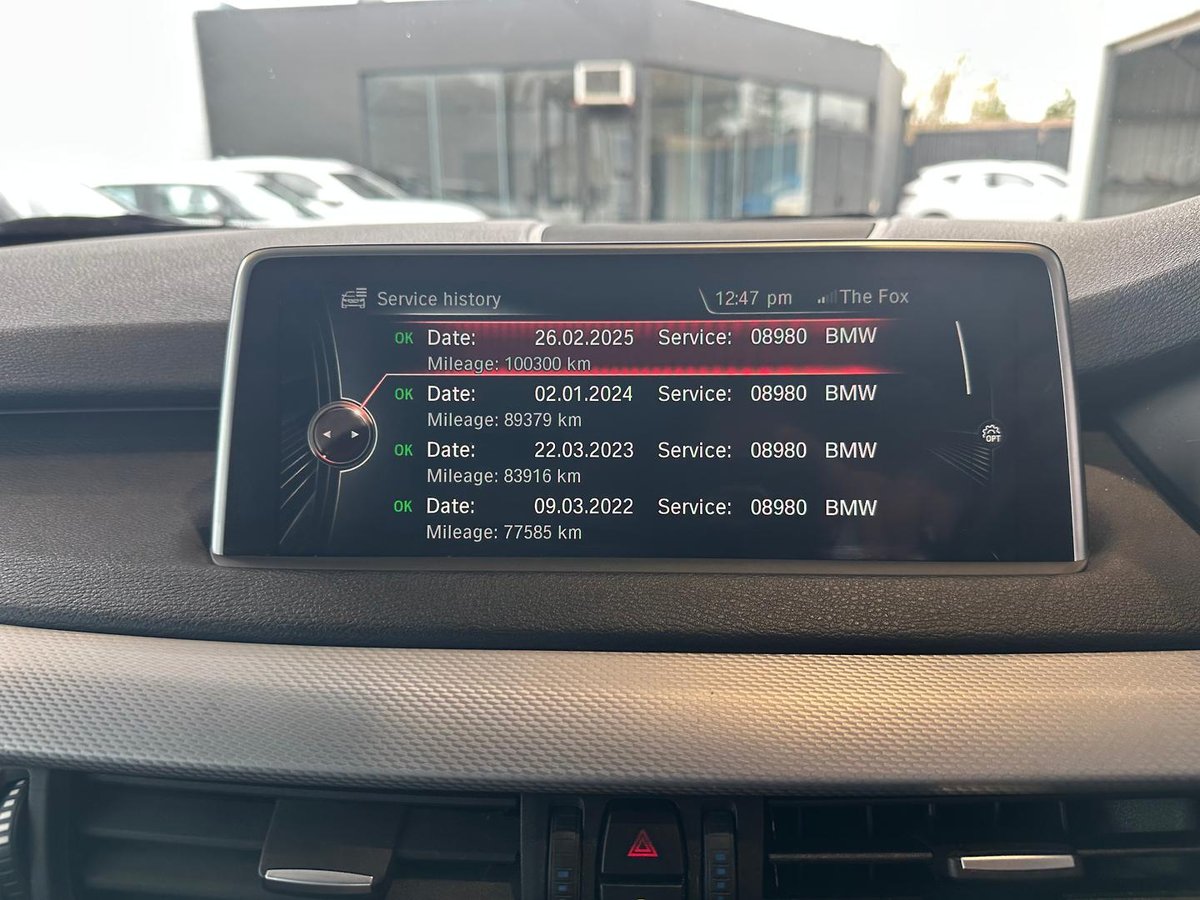 Service history 12:47 pm The Fox
OK Date: 26.02.2025 Service: 08980 BMW
Mileage: 100300 km
OK Date: 02.01.2024 Service: 08980 BMW
Mileage: 89379 km
OK Date: 22.03.2023 Service: 08980 BMW
Mileage: 83916 km
OK Date: 09.03.2022 Service: 08980 BMW
Mileage: 77585 km
OPT